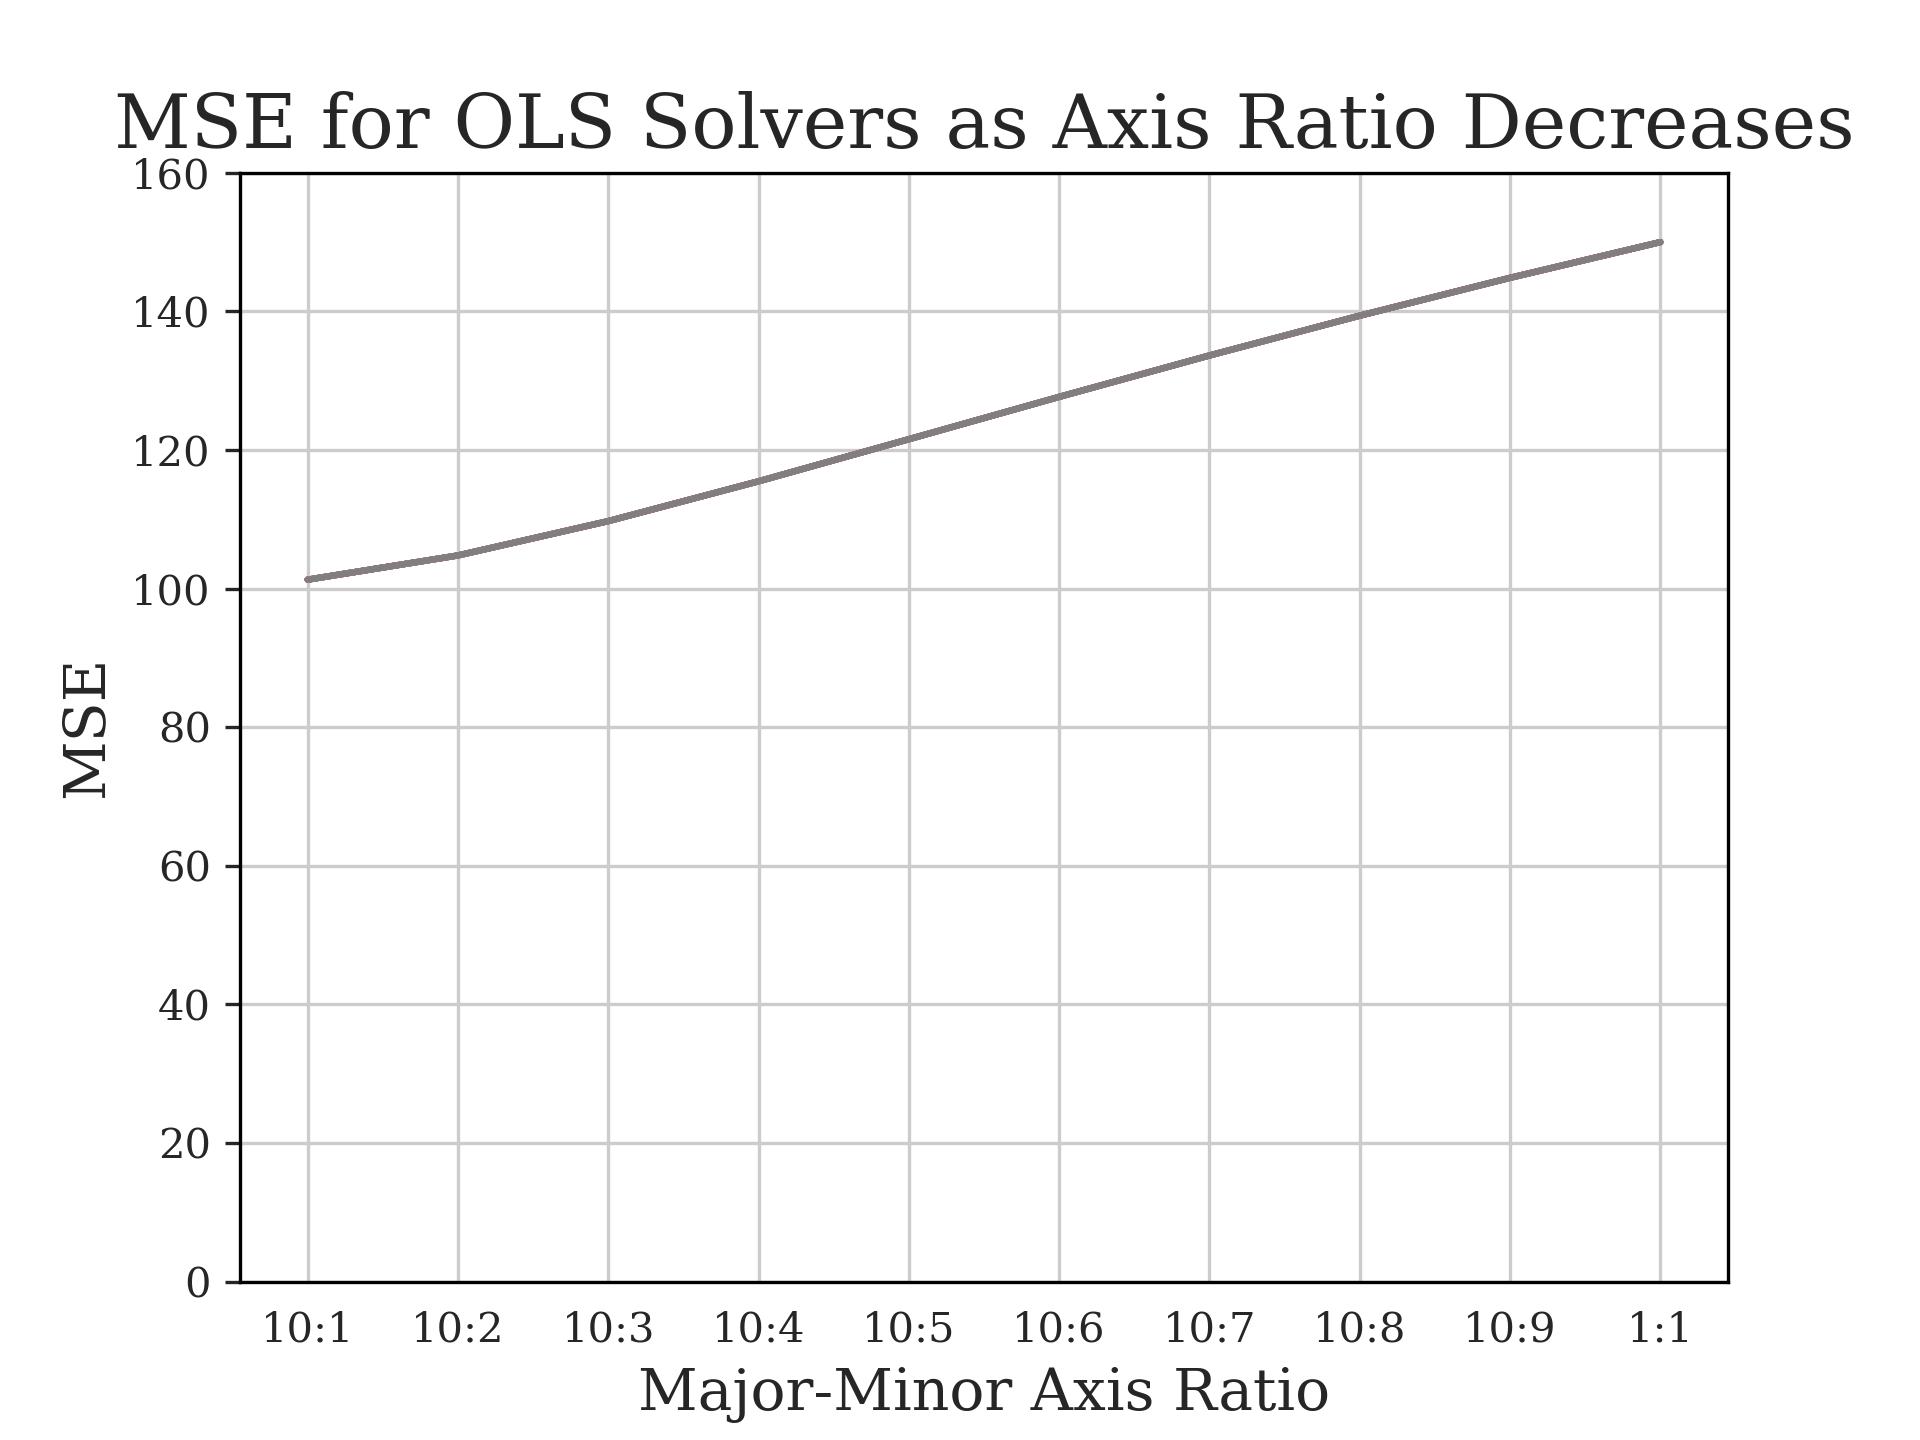 MSE for OLS Solvers as Axis Ratio Decreases
160
140
120
100
80
60
40
20
0
MSE
10:1 10:2 10:3 10:4 10:5 10:6 10:7 10:8 10:9 1:1
Major-Minor Axis Ratio